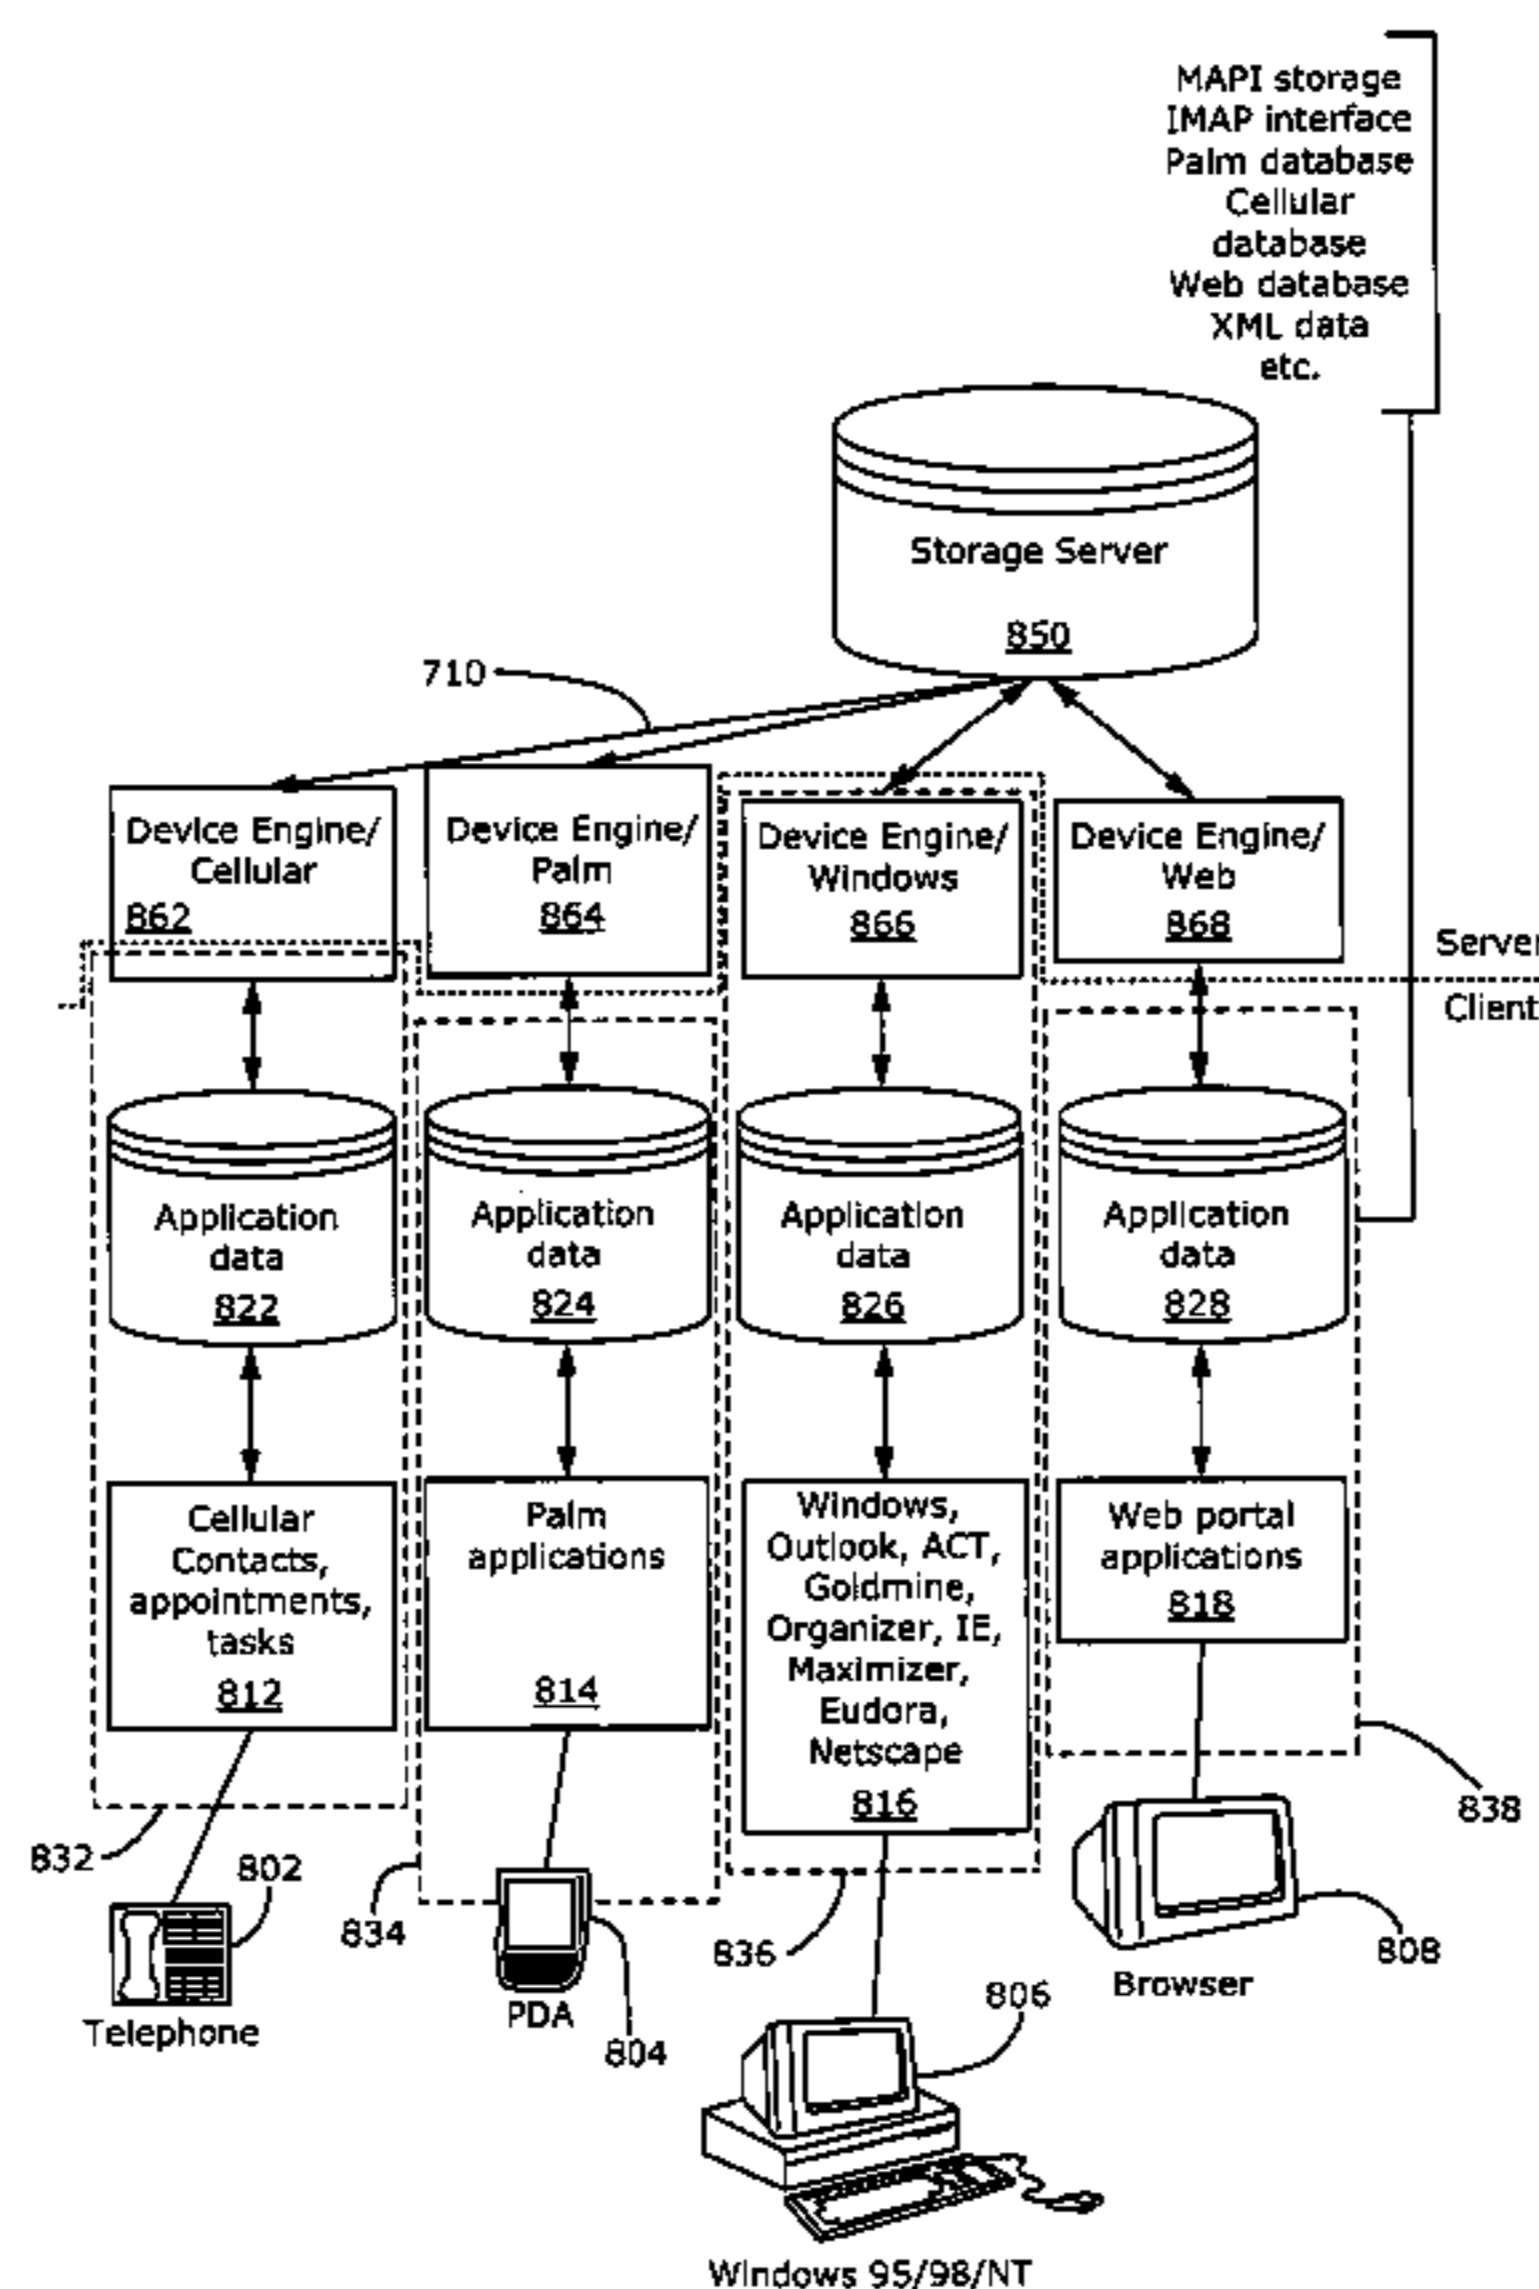 MAPI storage
IMAP interface
Palm database
Cellular
database
Web database
XML data
etc.
Storage Server
850
710
Device Engine/
Cellular
862
Device Engine/
Palm
864
Device Engine/
Windows
866
Device Engine/
Web
868
Server
Client
Application
data
822
Application
data
824
Application
data
826
Application
data
828
Cellular
Contacts,
appointments,
tasks
812
Palm
applications
814
Windows,
Outlook, ACT,
Goldmine,
Organizer, IE,
Maximizer,
Eudora,
Netscape
816
Web portal
applications
818
838
832
802
834
836
808
Browser
Telephone
PDA
804
806
Windows 95/98/NT